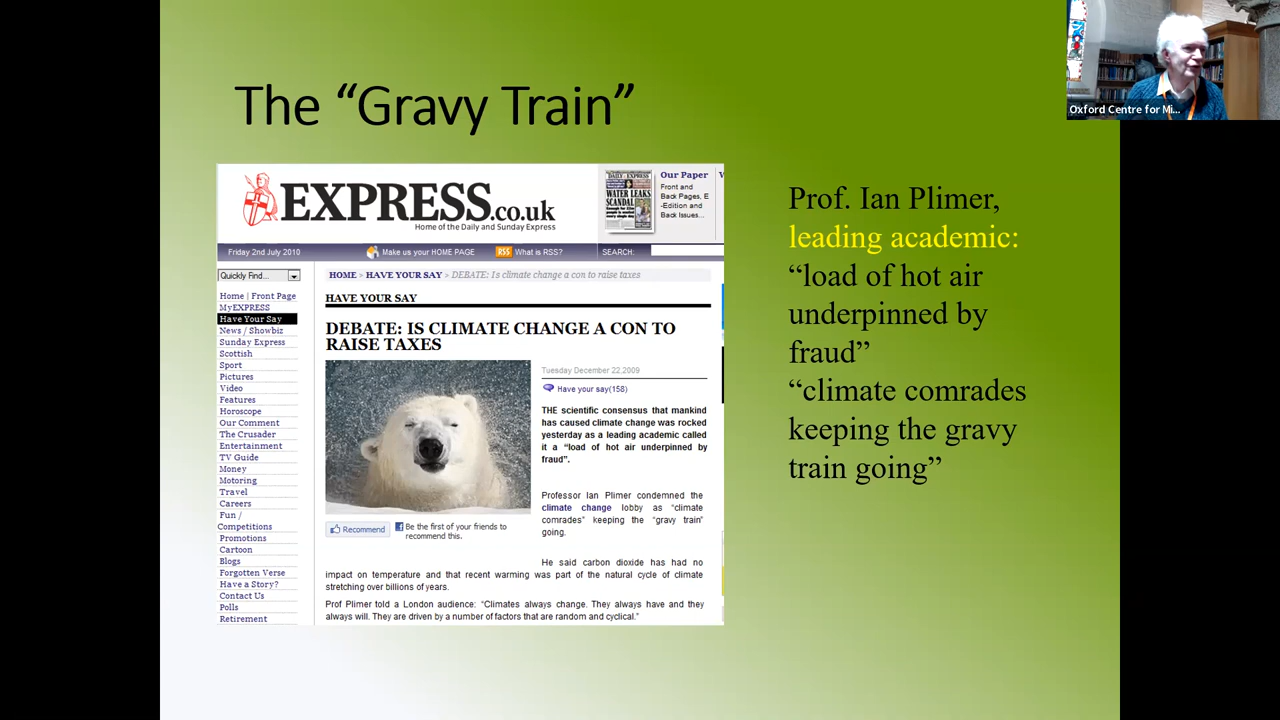 The “Gravy Train”
Oxford Centre for Mi...
EXPRESS.co.uk
Home of the Daily and Sunday Express
DAILY EXPRESS
WATER LEAKS
SCANDAL
Our Paper
Front and
Back Pages, E
-Edition and
Back Issues...
Friday 2nd July 2010
Make us your HOME PAGE
RSS What is RSS?
SEARCH:
Quickly Find...
Home | Front Page
MyEXPRESS
Have Your Say
News / Showbiz
Sunday Express
Scottish
Sport
Pictures
Video
Features
Horoscope
Our Comment
The Crusader
Entertainment
TV Guide
Money
Motoring
Travel
Careers
Fun /
Competitions
Promotions
Cartoon
Blogs
Forgotten Verse
Have a Story?
Contact Us
Polls
Retirement
HOME > HAVE YOUR SAY > DEBATE: Is climate change a con to raise taxes
HAVE YOUR SAY
DEBATE: IS CLIMATE CHANGE A CON TO
RAISE TAXES
Tuesday December 22,2009
Have your say(158)
THE scientific consensus that mankind
has caused climate change was rocked
yesterday as a leading academic called
it a “load of hot air underpinned by
fraud”.
Professor Ian Plimer condemned the
climate change lobby as “climate
comrades” keeping the “gravy train”
going.
Recommend
Be the first of your friends to
recommend this.
He said carbon dioxide has had no
impact on temperature and that recent warming was part of the natural cycle of climate
stretching over billions of years.
Prof Plimer told a London audience: “Climates always change. They always have and they
always will. They are driven by a number of factors that are random and cyclical.”
Prof. Ian Plimer,
leading academic:
“load of hot air
underpinned by
fraud”
“climate comrades
keeping the gravy
train going”